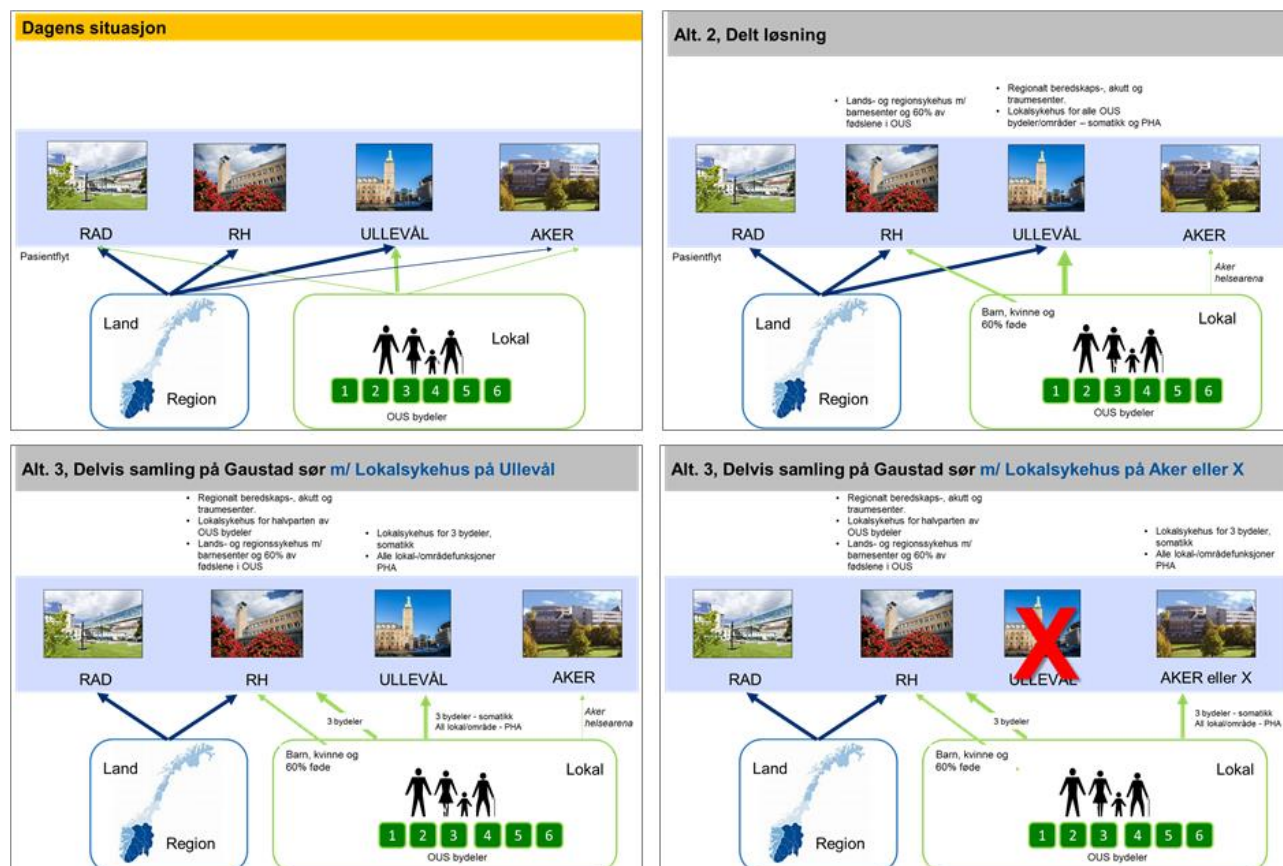 Dagens situasjon
RAD
RH
ULLEVÅL
AKER
Pasientflyt
Land
Region
Lokal
1 2 3 4 5 6
OUS bydeler
Alt. 2, Delt løsning
• Lands- og regionsykehus m/
barnesenter og 60% av
fødslene i OUS
• Regionalt beredskaps-, akutt og
traumesenter.
• Lokalsykehus for alle OUS
bydeler/områder – somatikk og PHA
RAD
RH
ULLEVÅL
AKER
Pasientflyt
Aker
helsearena
Land
Region
Barn, kvinne og
60% føde
Lokal
1 2 3 4 5 6
OUS bydeler
Alt. 3, Delvis samling på Gaustad sør m/ Lokalsykehus på Ullevål
• Regionalt beredskaps-, akutt og
traumesenter.
• Lokalsykehus for halvparten av
OUS bydeler
• Lands- og regionssykehus m/
barnesenter og 60% av
fødslene i OUS
• Lokalsykehus for 3 bydeler,
somatikk
• Alle lokal-/områdefunksjoner
PHA
RAD
RH
ULLEVÅL
AKER
3 bydeler
3 bydeler - somatikk
All lokal/område - PHA
Aker
helsearena
Land
Region
Barn, kvinne og
60% føde
Lokal
1 2 3 4 5 6
OUS bydeler
Alt. 3, Delvis samling på Gaustad sør m/ Lokalsykehus på Aker eller X
• Regionalt beredskaps-, akutt og
traumesenter.
• Lokalsykehus for halvparten av
OUS bydeler
• Lands- og regionssykehus m/
barnesenter og 60% av
fødslene i OUS
• Lokalsykehus for 3 bydeler,
somatikk
• Alle lokal-/områdefunksjoner
PHA
X
RAD
RH
ULLEVÅL
AKER eller X
3 bydeler
3 bydeler - somatikk
All lokal/område - PHA
Land
Region
Barn, kvinne og
60% føde
Lokal
1 2 3 4 5 6
OUS bydeler